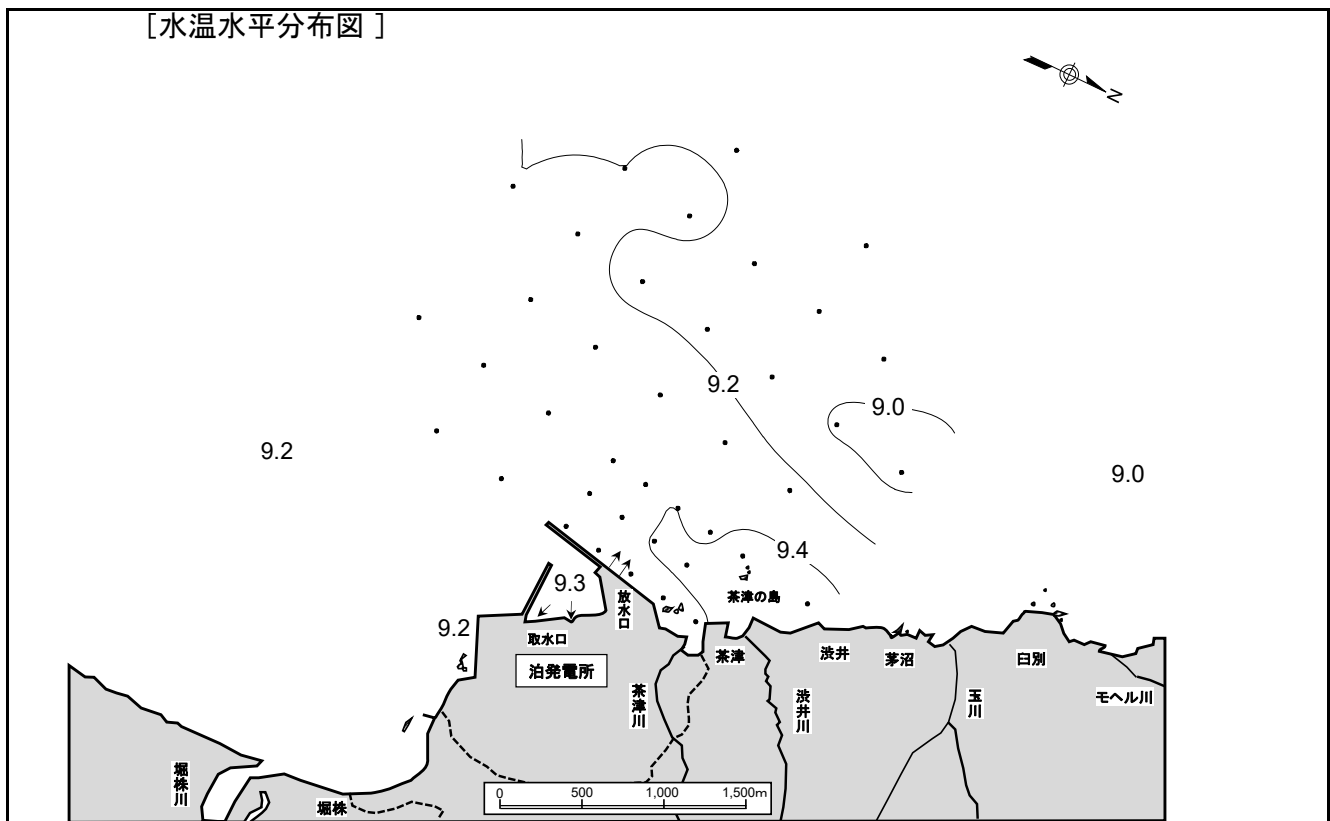 ［水温水平分布図 ］
N
9.2
9.0
9.2
9.0
9.4
9.3
茶津の島
放水口
9.2
取水口
泊発電所
茶津
渋井
茅沼
臼別
茶津川
渋井川
玉川
モヘル川
堀株川
堀株
0 500 1,000 1,500m